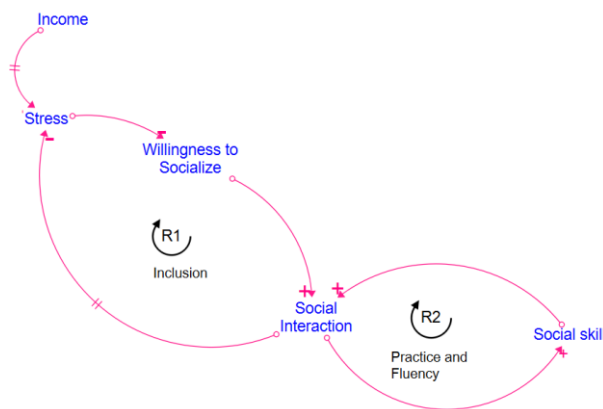 Income
Stress
Willingness to
Socialize
R1
Inclusion
Social
Interaction
R2
Practice and
Fluency
Social skil